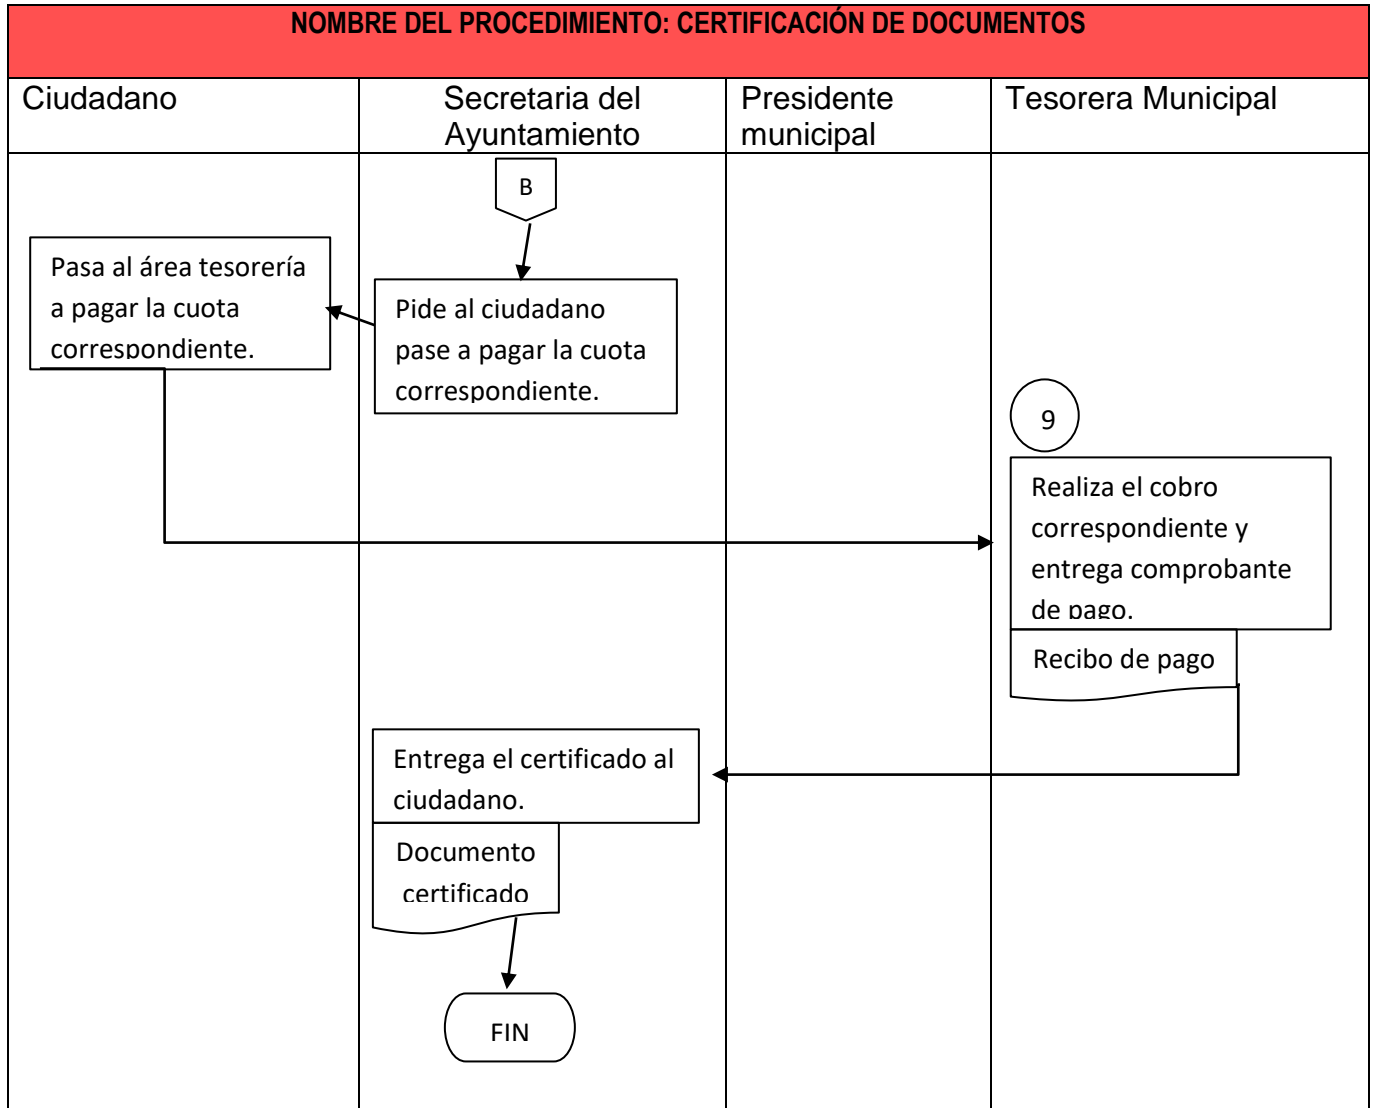 NOMBRE DEL PROCEDIMIENTO: CERTIFICACIÓN DE DOCUMENTOS
Ciudadano
Secretaria del
Ayuntamiento
Presidente
municipal
Tesorera Municipal
B
Pasa al área tesorería
a pagar la cuota
correspondiente.
Pide al ciudadano
pase a pagar la cuota
correspondiente.
9
Realiza el cobro
correspondiente y
entrega comprobante
de pago.
Recibo de pago
Entrega el certificado al
ciudadano.
Documento
certificado
FIN